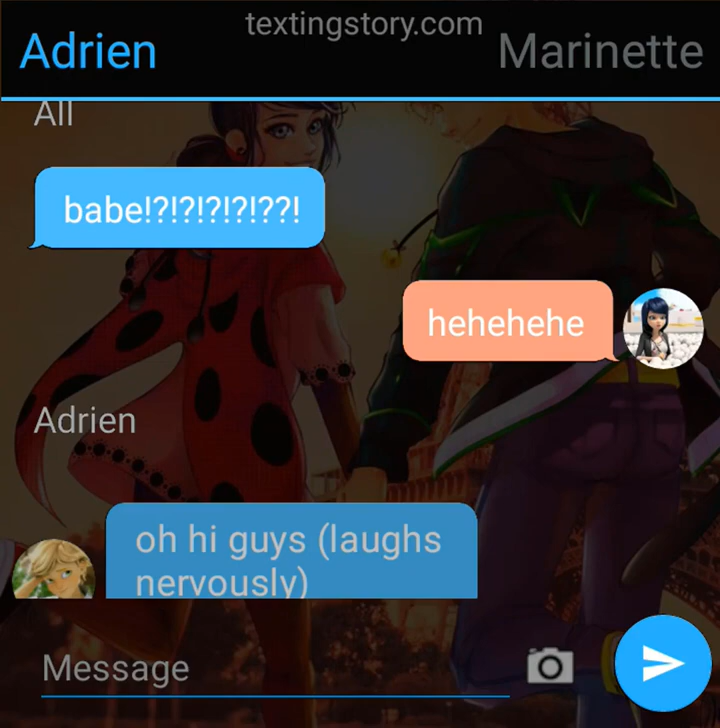 textingstory.com
Adrien
Marinette
All
babe!?!?!?!?!??!
hehehehe
Adrien
oh hi guys (laughs
nervously)
Message